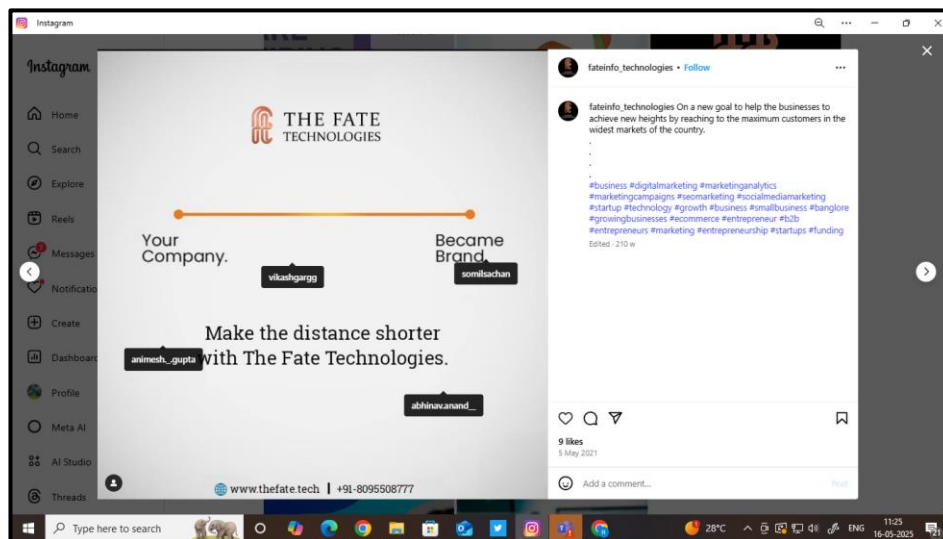 Instagram
Instagram
Home
Search
Explore
Reels
Messages
Notificatio
Create
Dashboard
Profile
Meta AI
AI Studio
Threads
THE FATE
TECHNOLOGIES
Your
Company.
Became
Brand.
vikashgargg
somilsachan
Make the distance shorter
with The Fate Technologies.
animesh._.gupta
abhinav.anand__
www.thefate.tech | +91-8095508777
fateinfo_technologies • Follow
fateinfo_technologies On a new goal to help the businesses to
achieve new heights by reaching to the maximum customers in the
widest markets of the country.
.
.
.
.
#business #digitalmarketing #marketinganalytics
#marketingcampaigns #seomarketing #socialmediamarketing
#startup #technology #growth #business #smallbusiness #banglore
#growingbusinesses #ecommerce #entrepreneur #b2b
#entrepreneurs #marketing #entrepreneurship #startups #funding
Edited · 210 w
9 likes
5 May 2021
Add a comment...
Post
Type here to search
28°C
ENG
11:25
16-05-2025
21